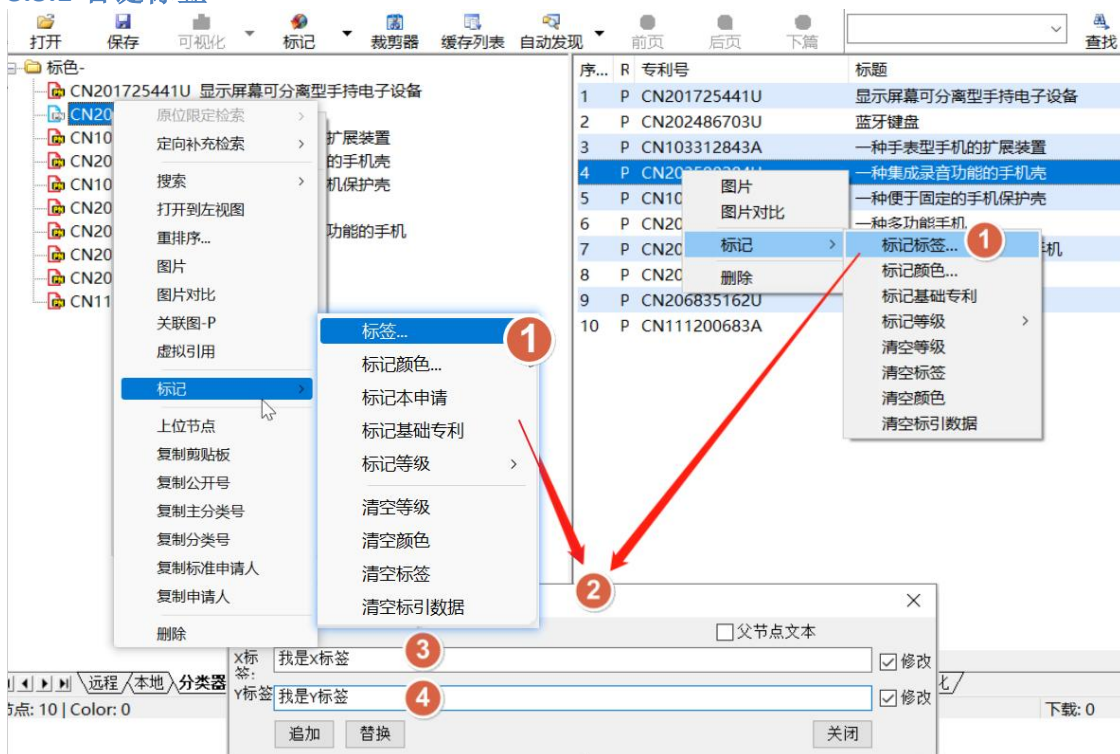 打开 保存 可视化 标记 裁剪器 缓存列表 自动发现 前页 后页 下篇 查找
标色-
CN201725441U 显示屏幕可分离型手持电子设备
CN20
CN10 扩展装置
CN20 的手机壳
CN10 机保护壳
CN20
CN20 功能的手机
CN20
CN20
CN11
原位限定检索
定向补充检索
搜索
打开到左视图
重排序...
图片
图片对比
关联图-P
虚拟引用
标记
上位节点
复制剪贴板
复制公开号
复制主分类号
复制分类号
复制标准申请人
复制申请人
删除
标签...
1
标记颜色...
标记本申请
标记基础专利
标记等级
清空等级
清空颜色
清空标签
清空标引数据
序... R 专利号 标题
1 P CN201725441U 显示屏幕可分离型手持电子设备
2 P CN202486703U 蓝牙键盘
3 P CN103312843A 一种手表型手机的扩展装置
4 P 一种集成录音功能的手机壳
5 P CN10 一种便于固定的手机保护壳
6 P CN20 一种多功能手机
7 P CN20 手机
8 P CN20
9 P CN206835162U
10 P CN111200683A
图片
图片对比
标记
删除
标记标签...
1
标记颜色...
标记基础专利
标记等级
清空等级
清空标签
清空颜色
清空标引数据
2
父节点文本
X标签: 我是X标签 3 修改
Y标签 我是Y标签 4 修改
追加 替换 关闭
远程 本地 分类器
节点: 10 | Color: 0 下载: 0